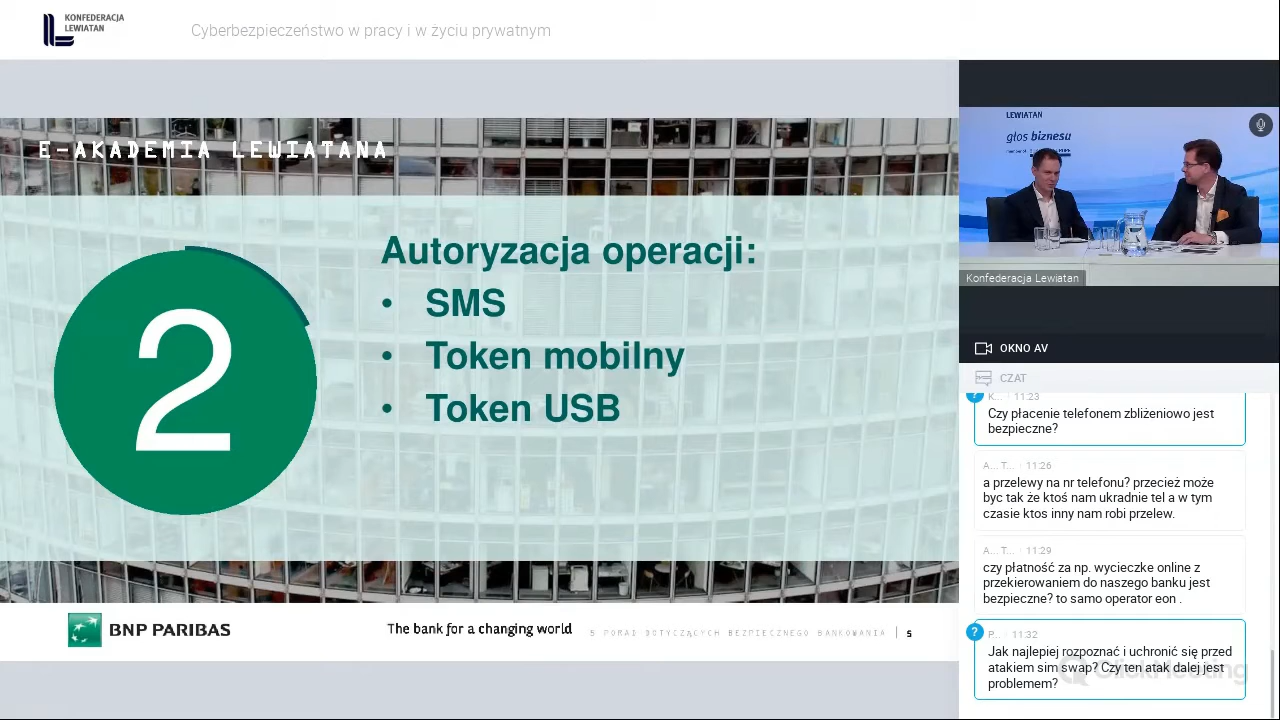 KONFEDERACJA
LEWIATAN
Cyberbezpieczeństwo w pracy i w życiu prywatnym
E-AKADEMIA LEWIATANA
2
Autoryzacja operacji:
• SMS
• Token mobilny
• Token USB
BNP PARIBAS
The bank for a changing world
5 PORAD DOTYCZĄCYCH BEZPIECZNEGO BANKOWANIA | 5
LEWIATAN
głos biznesu
Konfederacja Lewiatan
OKNO AV
CZAT
? K... · 11:23
Czy płacenie telefonem zbliżeniowo jest
bezpieczne?
A... T... · 11:26
a przelewy na nr telefonu? przecież może
byc tak że ktoś nam ukradnie tel a w tym
czasie ktos inny nam robi przelew.
A... T... · 11:29
czy płatność za np. wycieczke online z
przekierowaniem do naszego banku jest
bezpieczne? to samo operator eon .
? P... · 11:32
Jak najlepiej rozpoznać i uchronić się przed
atakiem sim swap? Czy ten atak dalej jest
problemem?
ClickMeeting